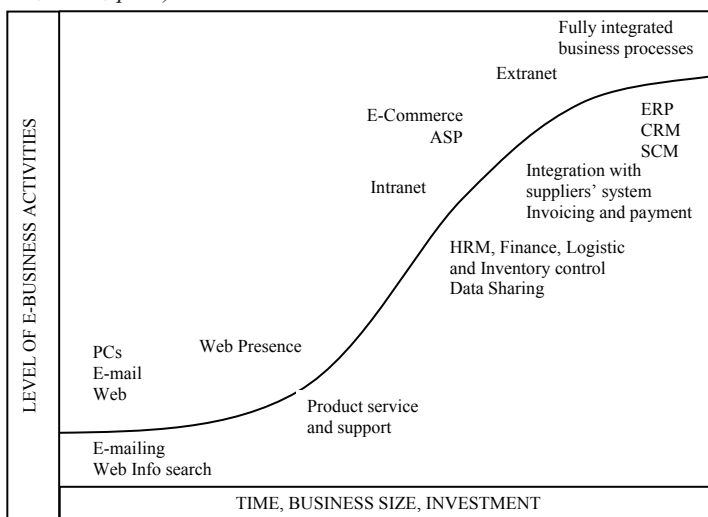 Fully integrated
business processes
Extranet
E-Commerce
ASP
ERP
CRM
SCM
Intranet
Integration with
suppliers’ system
Invoicing and payment
HRM, Finance, Logistic
and Inventory control
Data Sharing
Web Presence
PCs
E-mail
Web
Product service
and support
E-mailing
Web Info search
LEVEL OF E-BUSINESS ACTIVITIES
TIME, BUSINESS SIZE, INVESTMENT